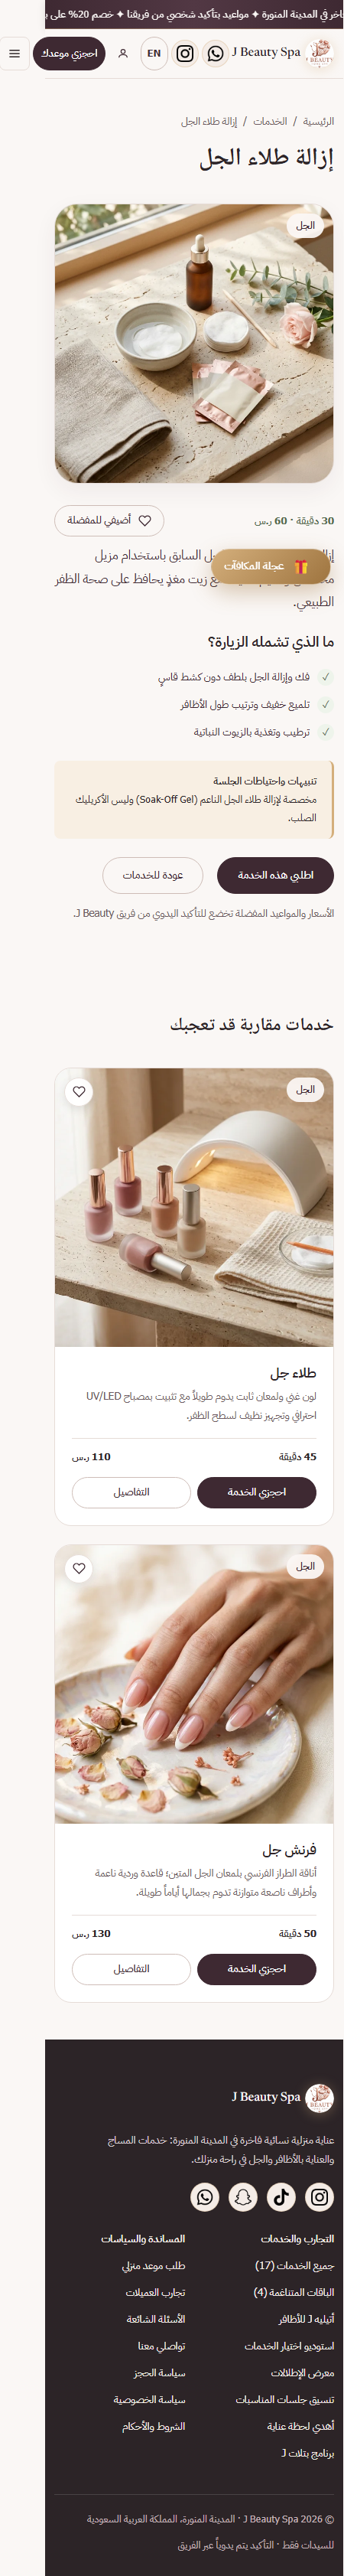 خر في المدينة المنورة ✦ مواعيد بتأكيد شخصي من فريقنا ✦ خصم 20% على
J Beauty Spa
EN
احجزي موعدك
الرئيسية / الخدمات / إزالة طلاء الجل
إزالة طلاء الجل
الجل
30 دقيقة · 60 ر.س
أضيفي للمفضلة
عجلة المكافآت
جل السابق باستخدام مزيل
زيت مغذٍ يحافظ على صحة الظفر
الطبيعي.
ما الذي تشمله الزيارة؟
✓ فك وإزالة الجل بلطف دون كشط قاسٍ
✓ تلميع خفيف وترتيب طول الأظافر
✓ ترطيب وتغذية بالزيوت النباتية
تنبيهات واحتياطات الجلسة
مخصصة لإزالة طلاء الجل الناعم (Soak-Off Gel) وليس الأكريليك
الصلب.
اطلبي هذه الخدمة
عودة للخدمات
الأسعار والمواعيد المفضلة تخضع للتأكيد اليدوي من فريق J Beauty.
خدمات مقاربة قد تعجبك
الجل
طلاء جل
لون غني ولمعان ثابت يدوم طويلاً مع تثبيت بمصباح UV/LED
احترافي وتجهيز نظيف لسطح الظفر.
45 دقيقة
110 ر.س
احجزي الخدمة
التفاصيل
الجل
فرنش جل
أناقة الطراز الفرنسي بلمعان الجل المتين؛ قاعدة وردية ناعمة
وأطراف ناصعة متوازنة تدوم بجمالها أياماً طويلة.
50 دقيقة
130 ر.س
احجزي الخدمة
التفاصيل
J Beauty Spa
عناية منزلية نسائية فاخرة في المدينة المنورة: خدمات المساج
والعناية بالأظافر والجل في راحة منزلك.
التجارب والخدمات
جميع الخدمات (17)
الباقات المتناغمة (4)
أتيليه J للأظافر
استوديو اختيار الخدمات
معرض الإطلالات
تنسيق جلسات المناسبات
أهدي لحظة عناية
برنامج بتلات J
المساندة والسياسات
طلب موعد منزلي
تجارب العميلات
الأسئلة الشائعة
تواصلي معنا
سياسة الحجز
سياسة الخصوصية
الشروط والأحكام
© 2026 J Beauty Spa · المدينة المنورة، المملكة العربية السعودية
للسيدات فقط · التأكيد يتم يدوياً عبر الفريق